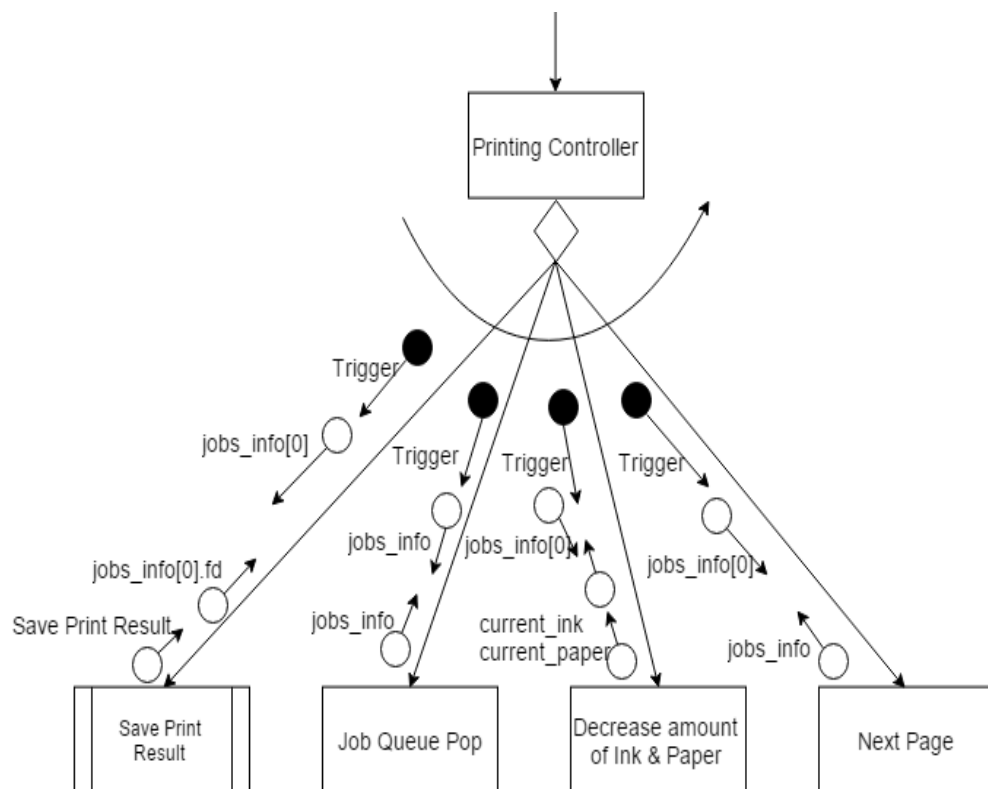 Printing Controller
Trigger
jobs_info[0]
Trigger
Trigger
Trigger
jobs_info
jobs_info[0]
jobs_info[0]
jobs_info[0].fd
Save Print Result
jobs_info
current_ink
current_paper
jobs_info
Save Print
Result
Job Queue Pop
Decrease amount
of Ink & Paper
Next Page